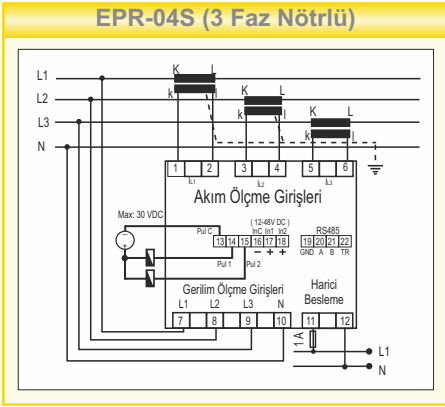 EPR-04S (3 Faz Nötrlü)
K L
L1
k l
K L
L2
k l
K L
L3
k l
N
1 2 3 4 5 6
IL1 IL2 IL3
Akım Ölçme Girişleri
Max: 30 VDC
( 12-48V DC )
InC In1 In2
RS485
Pul C
13 14 15 16 17 18
19 20 21 22
− + +
GND A B TR
Pul 1 Pul 2
Gerilim Ölçme Girişleri
Harici
Besleme
L1 L2 L3 N
7 8 9 10 11 12
1 A
L1
N